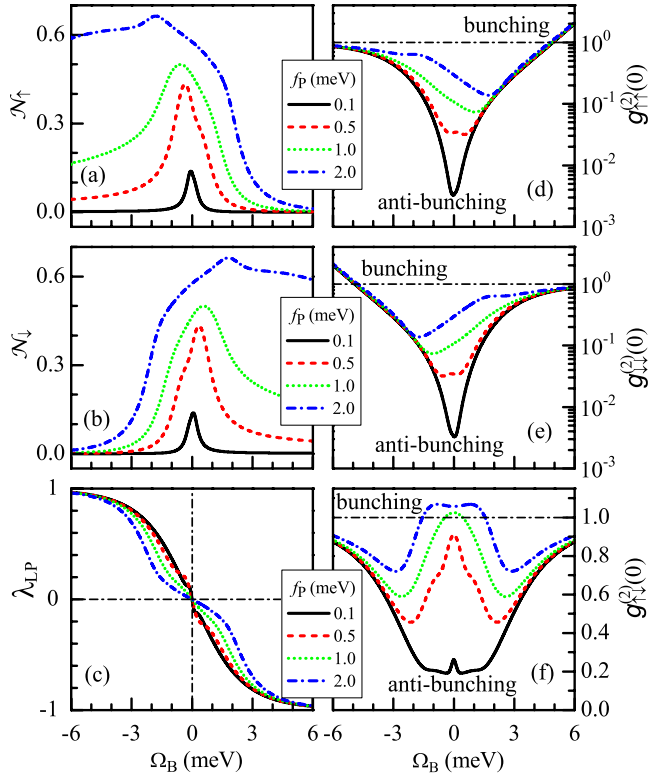 0.6
0.3
0.0
𝒩↑
(a)
f_P (meV)
0.1
0.5
1.0
2.0
bunching
anti-bunching
(d)
10^0
10^-1
10^-2
10^-3
g^(2)_↑↑(0)
0.6
0.3
0.0
𝒩↓
(b)
f_P (meV)
0.1
0.5
1.0
2.0
bunching
anti-bunching
(e)
10^0
10^-1
10^-2
10^-3
g^(2)_↓↓(0)
1
0
-1
λ_LP
(c)
f_P (meV)
0.1
0.5
1.0
2.0
bunching
anti-bunching
(f)
1.0
0.8
0.6
0.4
0.2
0.0
g^(2)_↑↓(0)
-6 -3 0 3 6
Ω_B (meV)
-6 -3 0 3 6
Ω_B (meV)